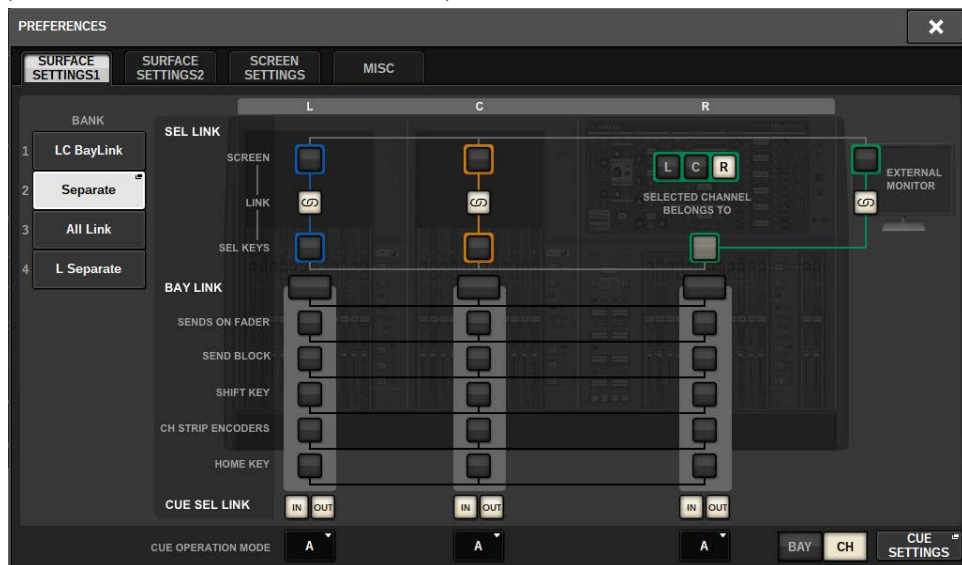 PREFERENCES
SURFACE SETTINGS1
SURFACE SETTINGS2
SCREEN SETTINGS
MISC
L C R
BANK
1 LC BayLink
2 Separate
3 All Link
4 L Separate
SEL LINK
SCREEN
LINK
SEL KEYS
L C R
SELECTED CHANNEL
BELONGS TO
EXTERNAL
MONITOR
BAY LINK
SENDS ON FADER
SEND BLOCK
SHIFT KEY
CH STRIP ENCODERS
HOME KEY
CUE SEL LINK IN OUT IN OUT IN OUT
CUE OPERATION MODE A A A BAY CH CUE SETTINGS